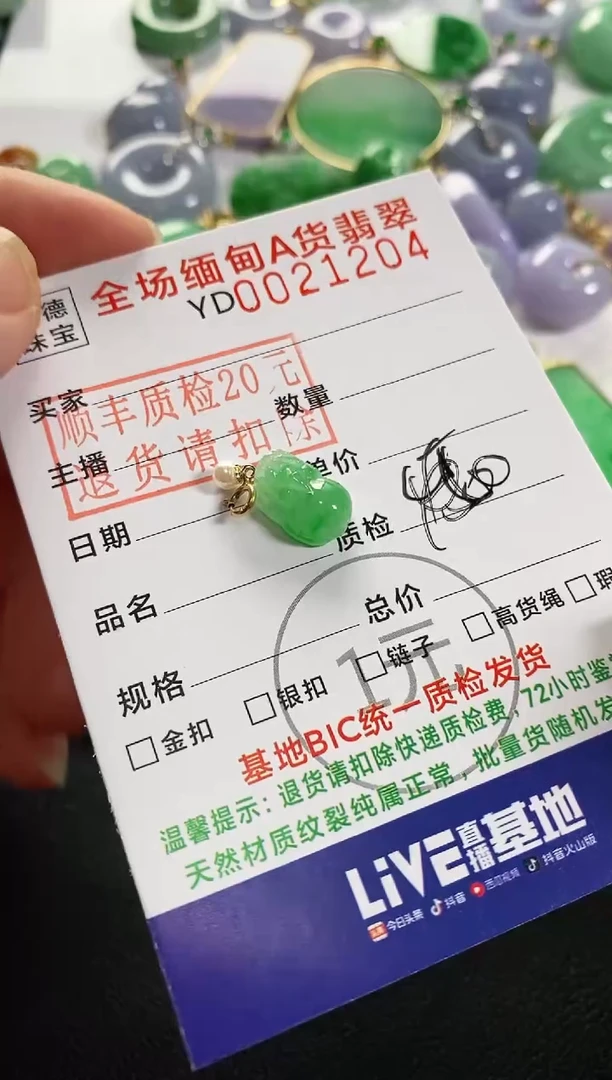 德
珠宝
全场缅甸A货翡翠
YD0021204
买家
数量
顺丰质检20元
退货请扣除
主播
单价
日期
质检
品名
总价
规格
1元
金扣
银扣
链子
高货绳
瑕
基地BIC统一质检发货
温馨提示：退货请扣除快递质检费，72小时鉴
天然材质纹裂纯属正常，批量货随机发
LiVE直播基地
头条 今日头条 抖音 西瓜视频 抖音火山版